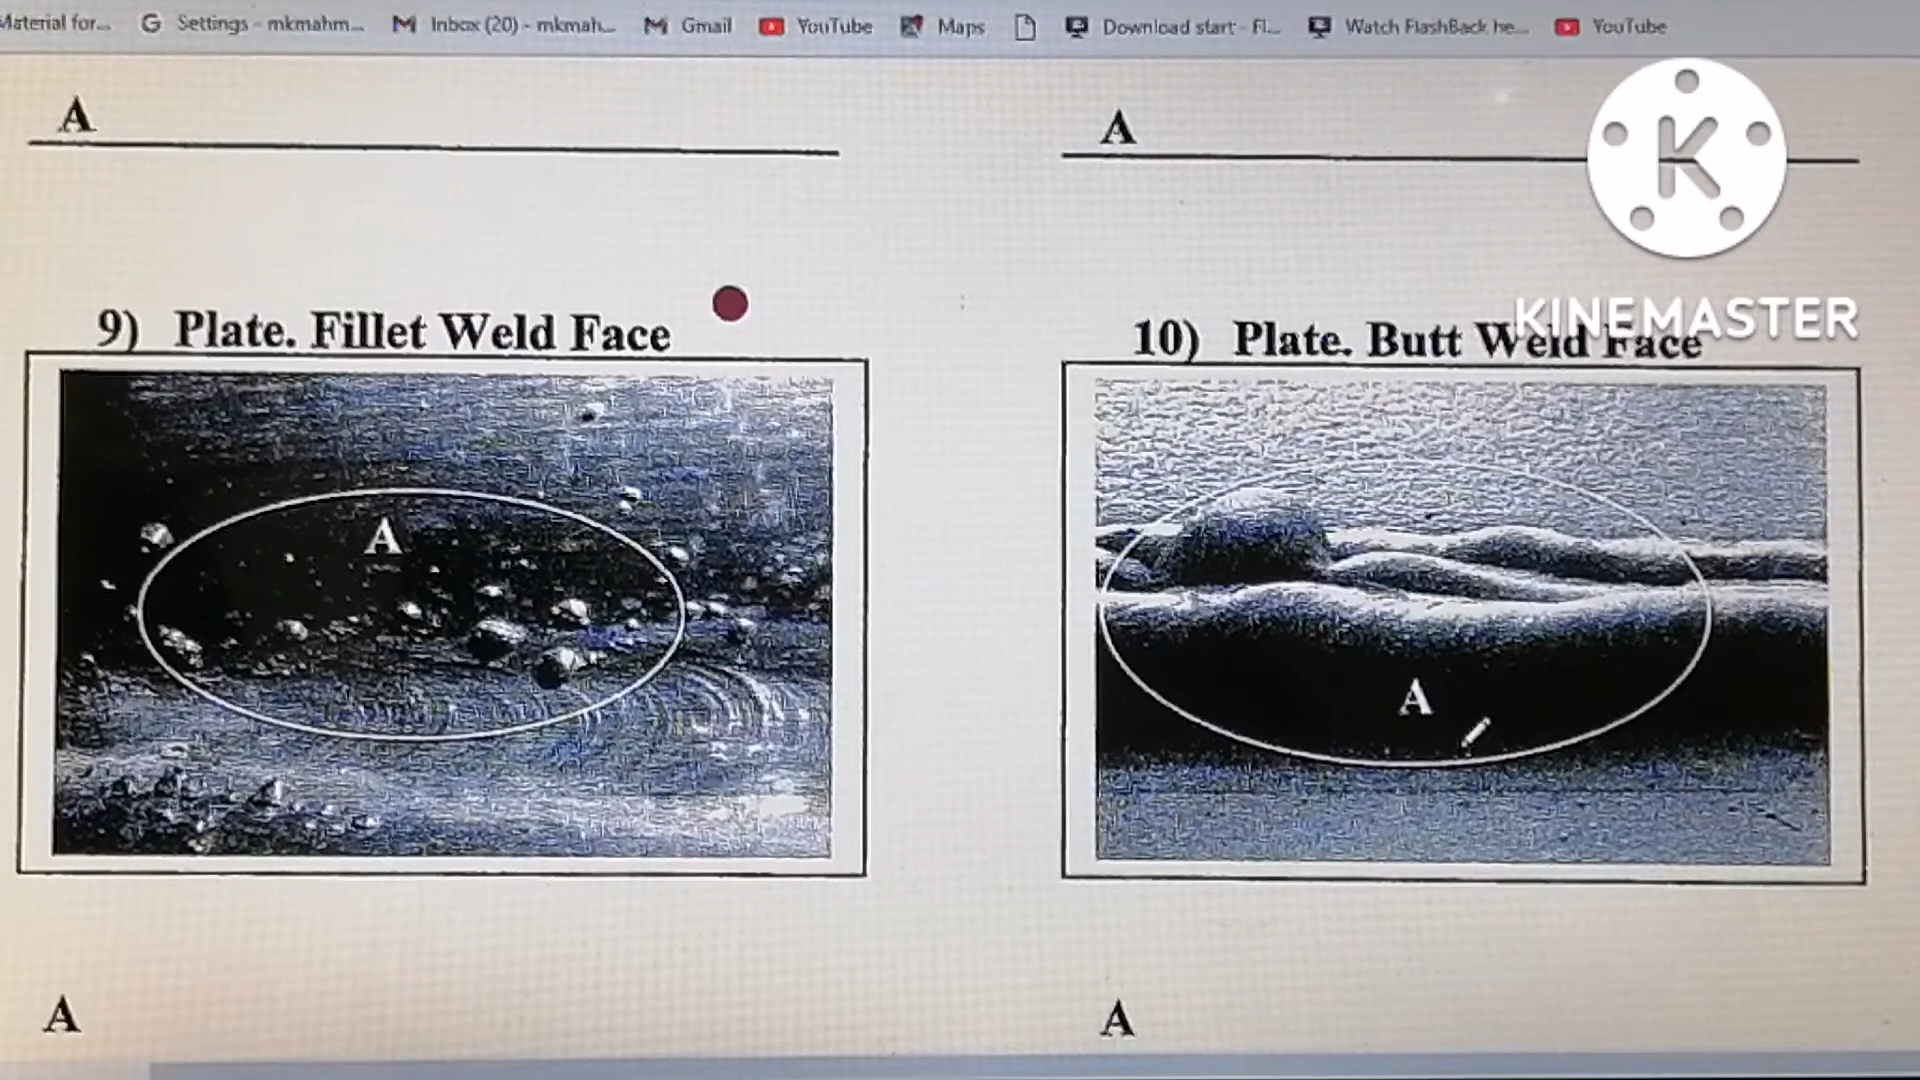 Material for...
Settings - mkmahm...
Inbox (20) - mkmah...
Gmail
YouTube
Maps
Download start - Fl...
Watch FlashBack he...
YouTube
A
A
K
KINEMASTER
9) Plate. Fillet Weld Face
10) Plate. Butt Weld Face
A
A
A
A